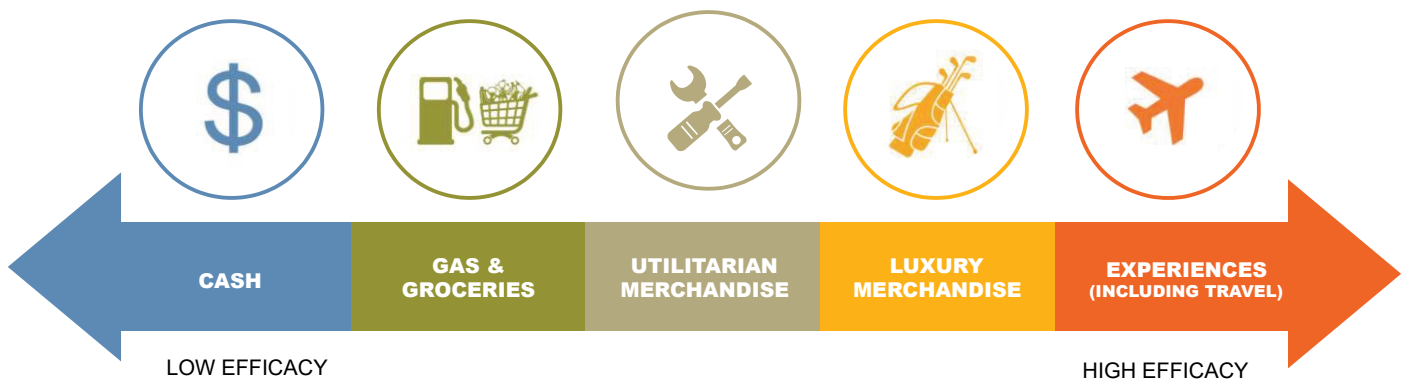 $
CASH
GAS &
GROCERIES
UTILITARIAN
MERCHANDISE
LUXURY
MERCHANDISE
EXPERIENCES
(INCLUDING TRAVEL)
LOW EFFICACY
HIGH EFFICACY